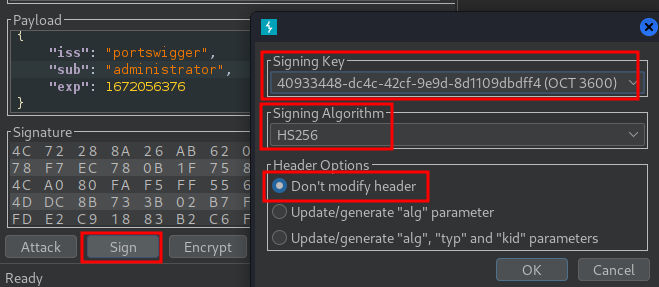 Payload
{
"iss": "portswigger",
"sub": "administrator",
"exp": 1672056376
}
Signature
4C 72 28 8A 26 AB 62 0
78 F7 EC 78 0B 1F 75 8
4C A0 80 FA F5 FF 55 6
4D DC 8B 73 3B 02 B7 F
FD E2 C9 18 83 B2 C6 F
Attack
Sign
Encrypt
Ready
Signing Key
40933448-dc4c-42cf-9e9d-8d1109dbdff4 (OCT 3600)
Signing Algorithm
HS256
Header Options
Don't modify header
Update/generate "alg" parameter
Update/generate "alg", "typ" and "kid" parameters
OK
Cancel